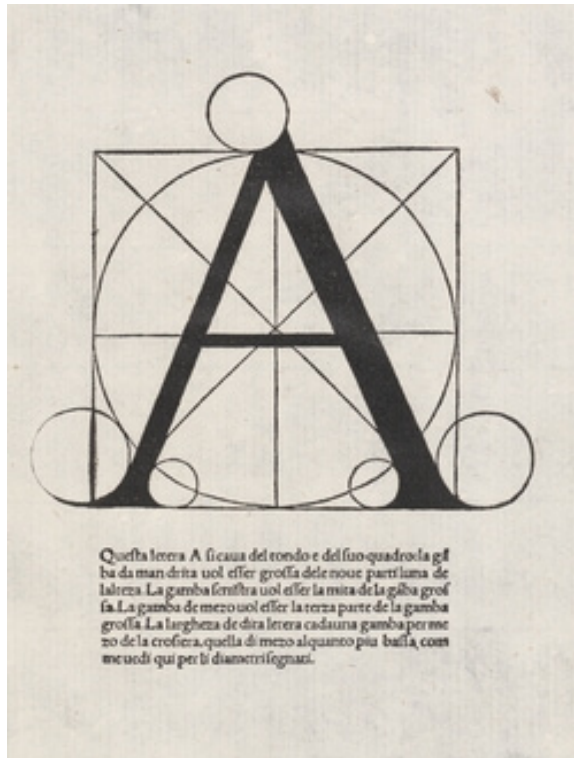 A
Queſta letera A ſi caua del tondo e del ſuo quadro: la gã
ba da man drita uol eſſer groſſa de le noue parti luna de
lalteza. La gamba ſeniſtra uol eſſer la mita de la gãba groſ
ſa. La gamba de mezo uol eſſer la terza parte de la gamba
groſſa. La largheza de dita letera cadauna gamba per me
zo de la croſiera. quella di mezo alquanto piu baſſa, com
me uedi qui per li diametri ſegnati.